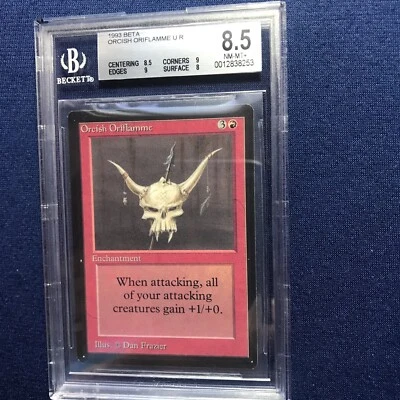 1993 BETA
ORCISH ORIFLAMME U R
CENTERING 8.5 CORNERS 9
EDGES 9 SURFACE 8
8.5
NM-MT+
0012838253
B
BECKETT
Orcish Oriflamme 3
Enchantment
When attacking, all
of your attacking
creatures gain +1/+0.
Illus. © Dan Frazier